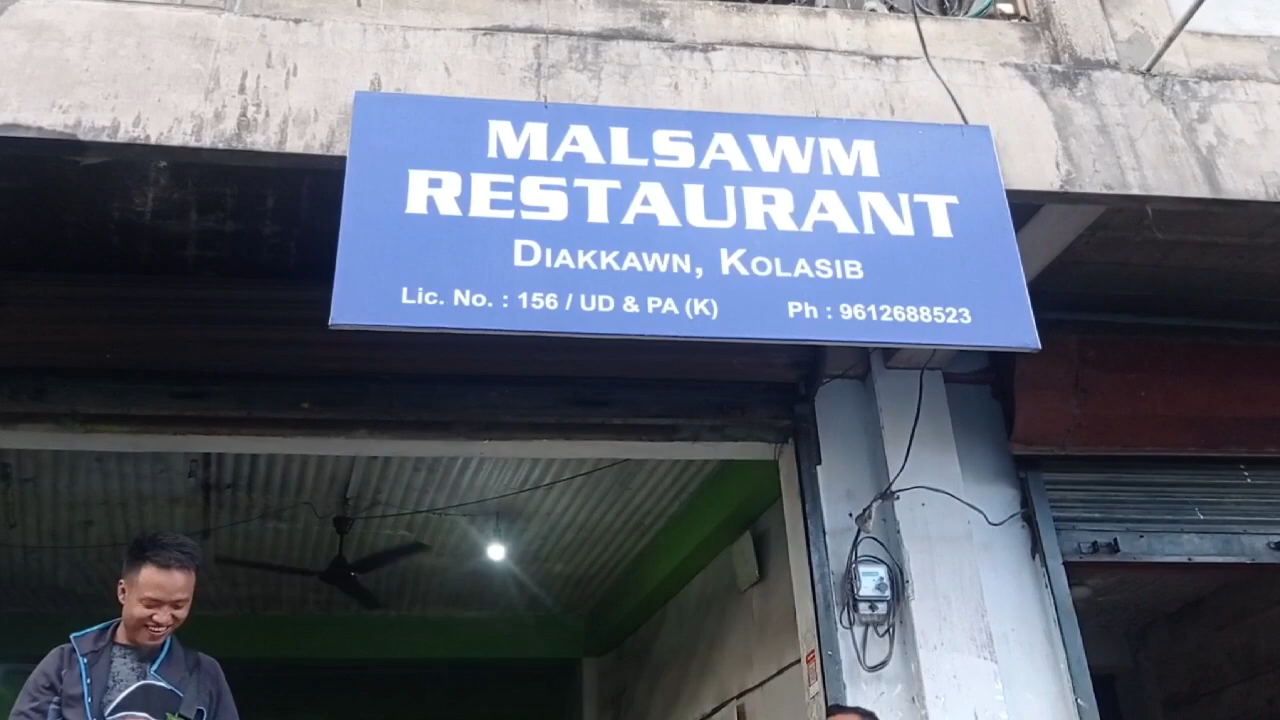 MALSAWM
RESTAURANT
DIAKKAWN, KOLASIB
Lic. No. : 156 / UD & PA (K) Ph : 9612688523